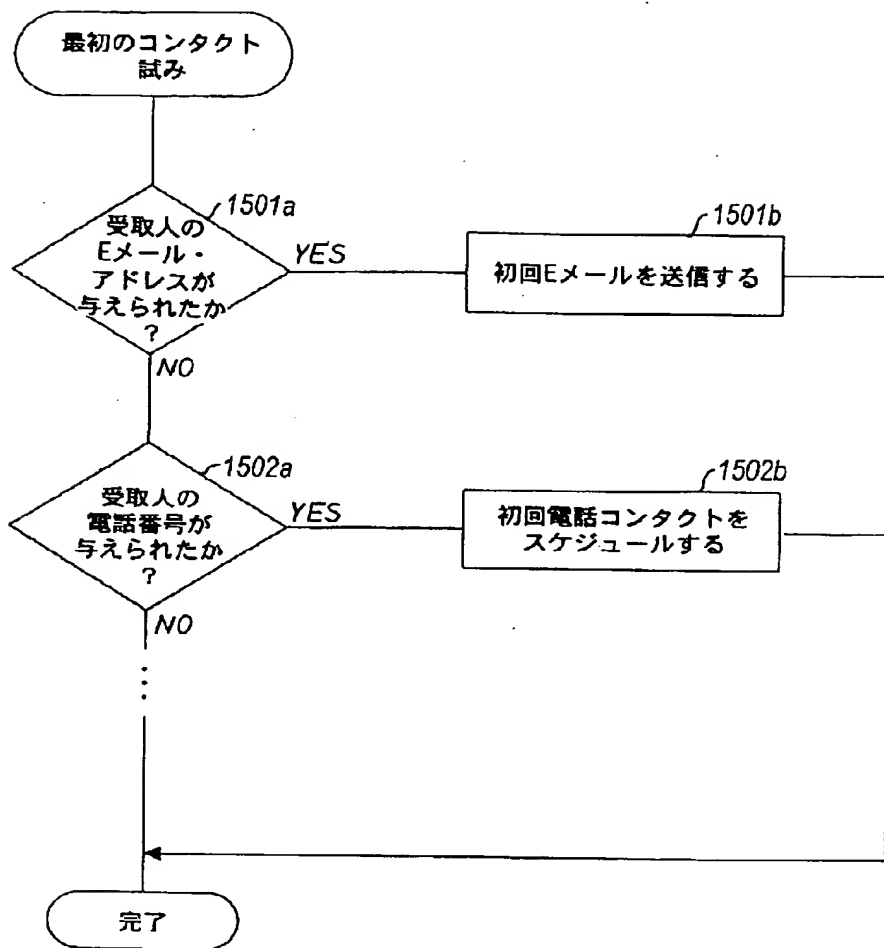 最初のコンタクト
試み
1501a
受取人の
Eメール・
アドレスが
与えられたか
?
YES
1501b
初回Eメールを送信する
NO
1502a
受取人の
電話番号が
与えられたか
?
YES
1502b
初回電話コンタクトを
スケジュールする
NO
完了